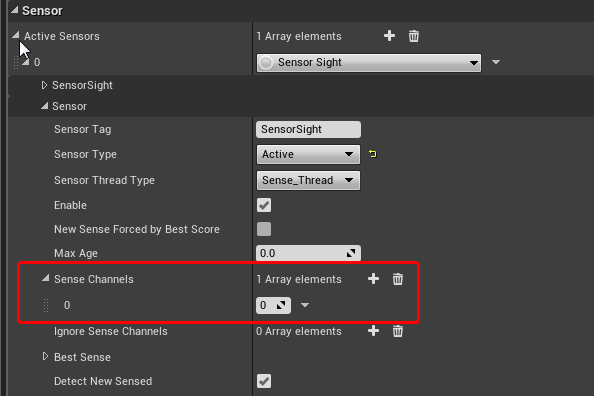 Sensor
Active Sensors 1 Array elements
0 Sensor Sight
SensorSight
Sensor
Sensor Tag SensorSight
Sensor Type Active
Sensor Thread Type Sense_Thread
Enable
New Sense Forced by Best Score
Max Age 0.0
Sense Channels 1 Array elements
0 0
Ignore Sense Channels 0 Array elements
Best Sense
Detect New Sensed